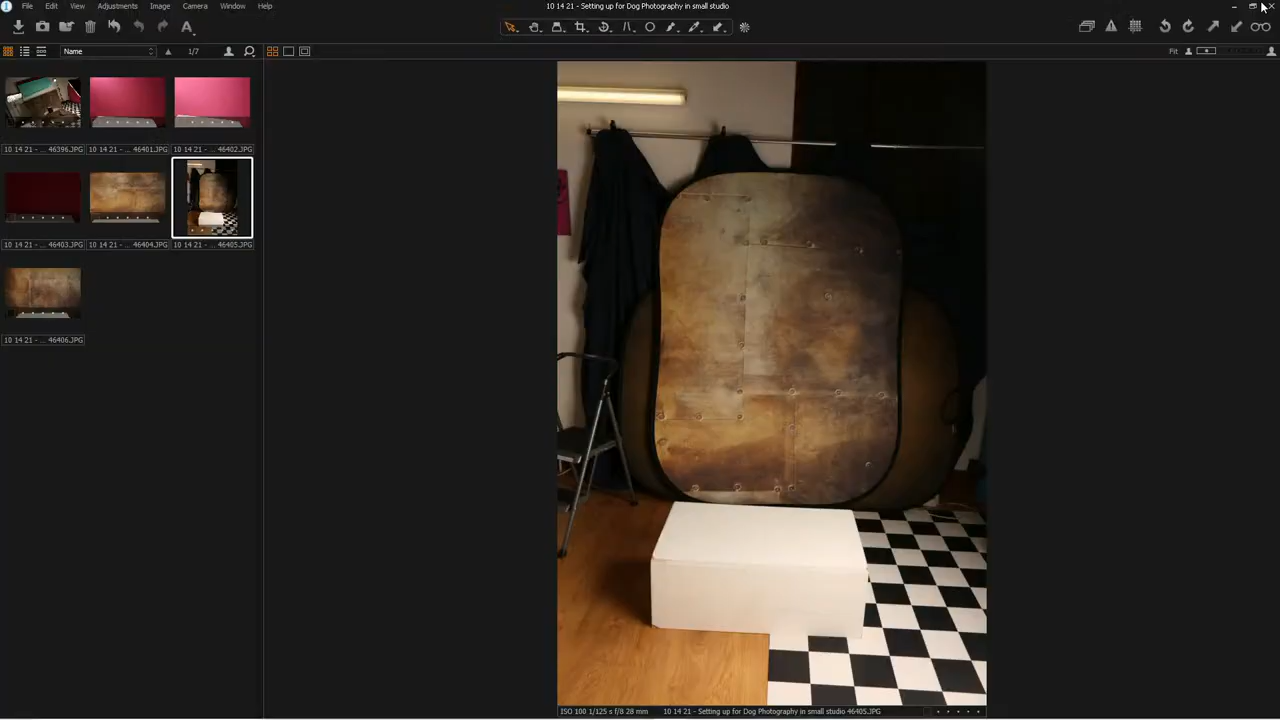 File Edit View Adjustments Image Camera Window Help
10 14 21 - Setting up for Dog Photography in small studio
A
Name
1/7
Fit
10 14 21 - ... 46396.JPG
10 14 21 - ... 46401.JPG
10 14 21 - ... 46402.JPG
10 14 21 - ... 46403.JPG
10 14 21 - ... 46404.JPG
10 14 21 - ... 46405.JPG
10 14 21 - ... 46406.JPG
ISO 100 1/125 s f/8 28 mm
10 14 21 - Setting up for Dog Photography in small studio 46405.JPG